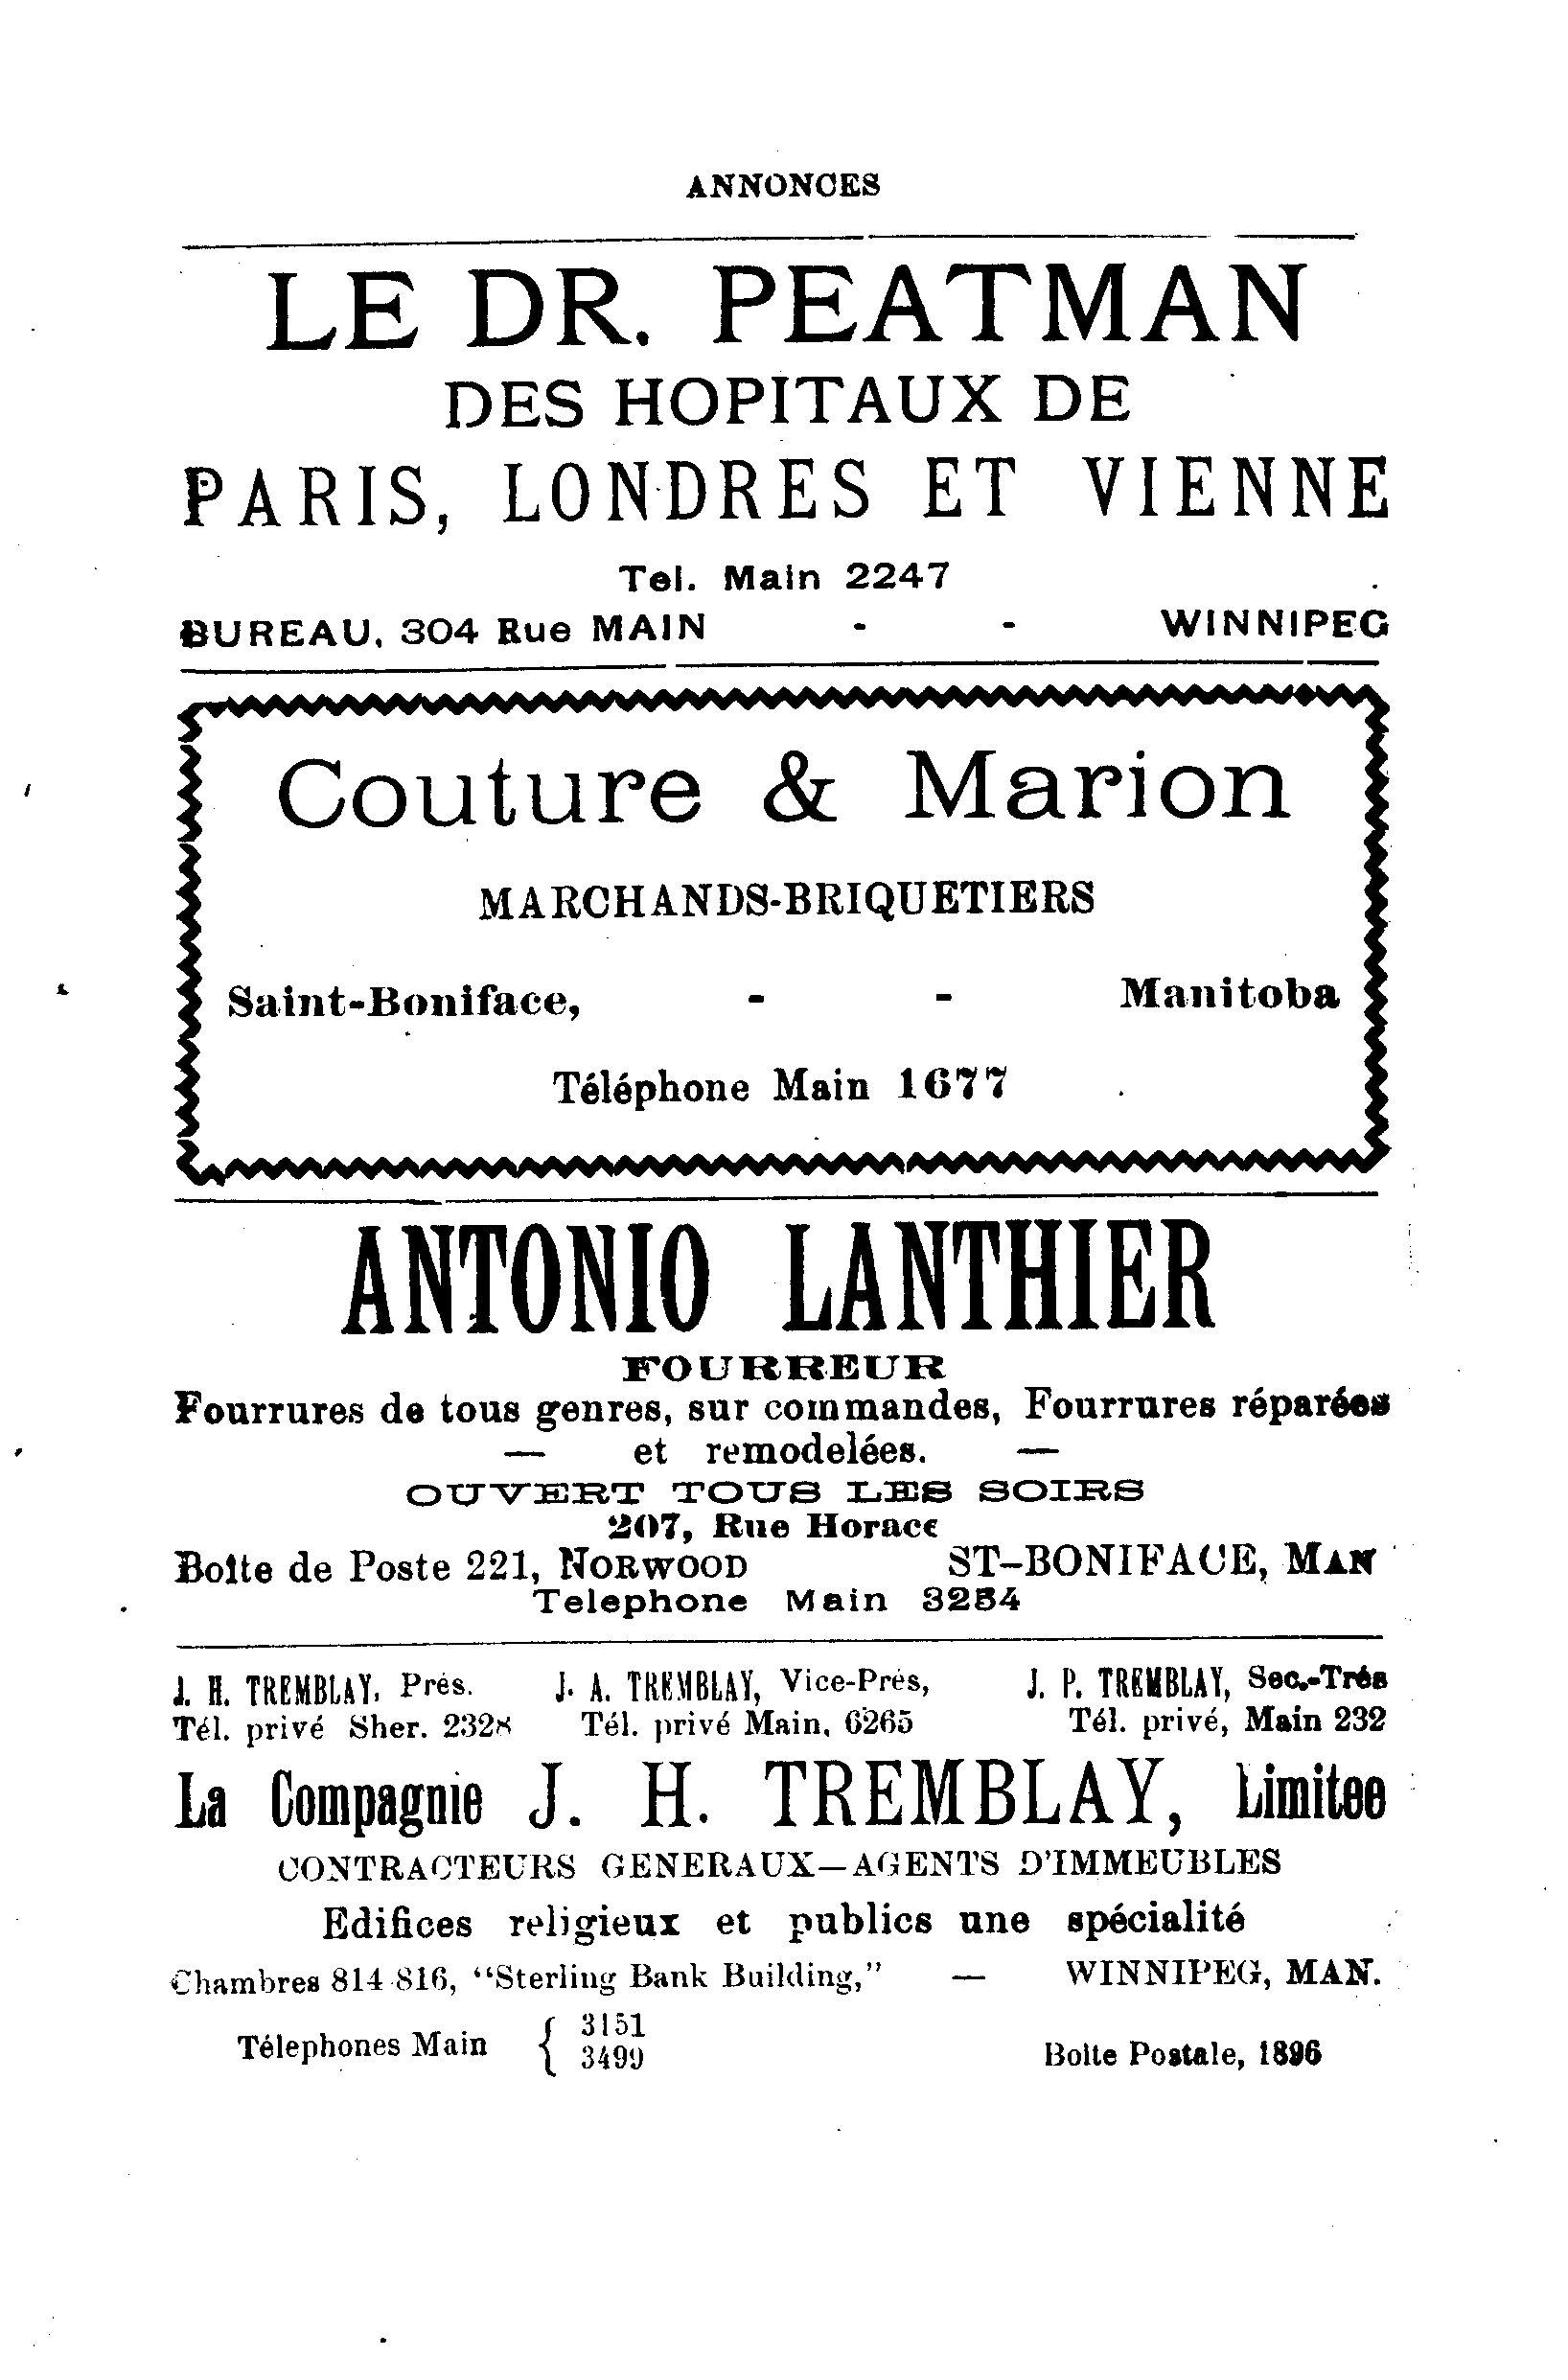 ANNONCES
LE DR. PEATMAN
DES HOPITAUX DE
PARIS, LONDRES ET VIENNE
Tel. Main 2247
BUREAU, 304 Rue MAIN - - WINNIPEG
Couture & Marion
MARCHANDS-BRIQUETIERS
Saint-Boniface, - - Manitoba
Téléphone Main 1677
ANTONIO LANTHIER
FOURREUR
Fourrures de tous genres, sur commandes, Fourrures réparées
— et remodelées. —
OUVERT TOUS LES SOIRS
207, Rue Horace
Boîte de Poste 221, NORWOOD ST-BONIFACE, MAN
Telephone Main 3254
J. H. TREMBLAY, Prés. J. A. TREMBLAY, Vice-Prés, J. P. TREMBLAY, Sec.-Trés
Tél. privé Sher. 2328 Tél. privé Main, 6265 Tél. privé, Main 232
La Compagnie J. H. TREMBLAY, Limitee
CONTRACTEURS GENERAUX—AGENTS D'IMMEUBLES
Edifices religieux et publics une spécialité
Chambres 814-816, "Sterling Bank Building," — WINNIPEG, MAN.
Télephones Main { 3151
3499
Boîte Postale, 1896